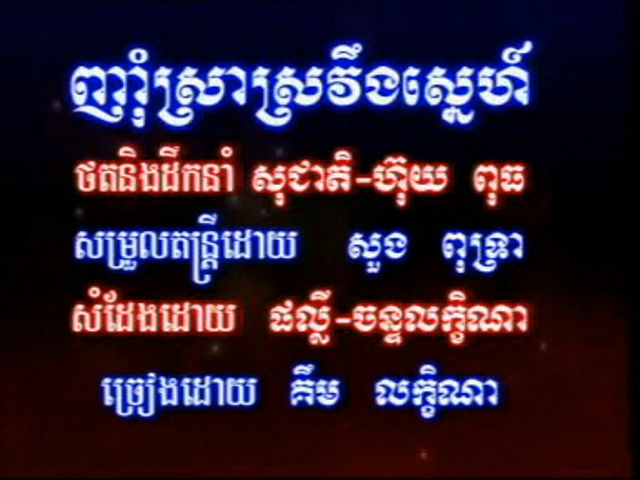 ញ៉ាំស្រាស្រវឹងស្នេហ៍
ថតនិងដឹកនាំ សុជាតិ-ហ៊ុយ ពុធ
សម្រួលតន្ត្រីដោយ សួង ពុទ្រា
សំដែងដោយ ផល្លី-ចន្ទលក្ខិណា
ច្រៀងដោយ គឹម លក្ខិណា